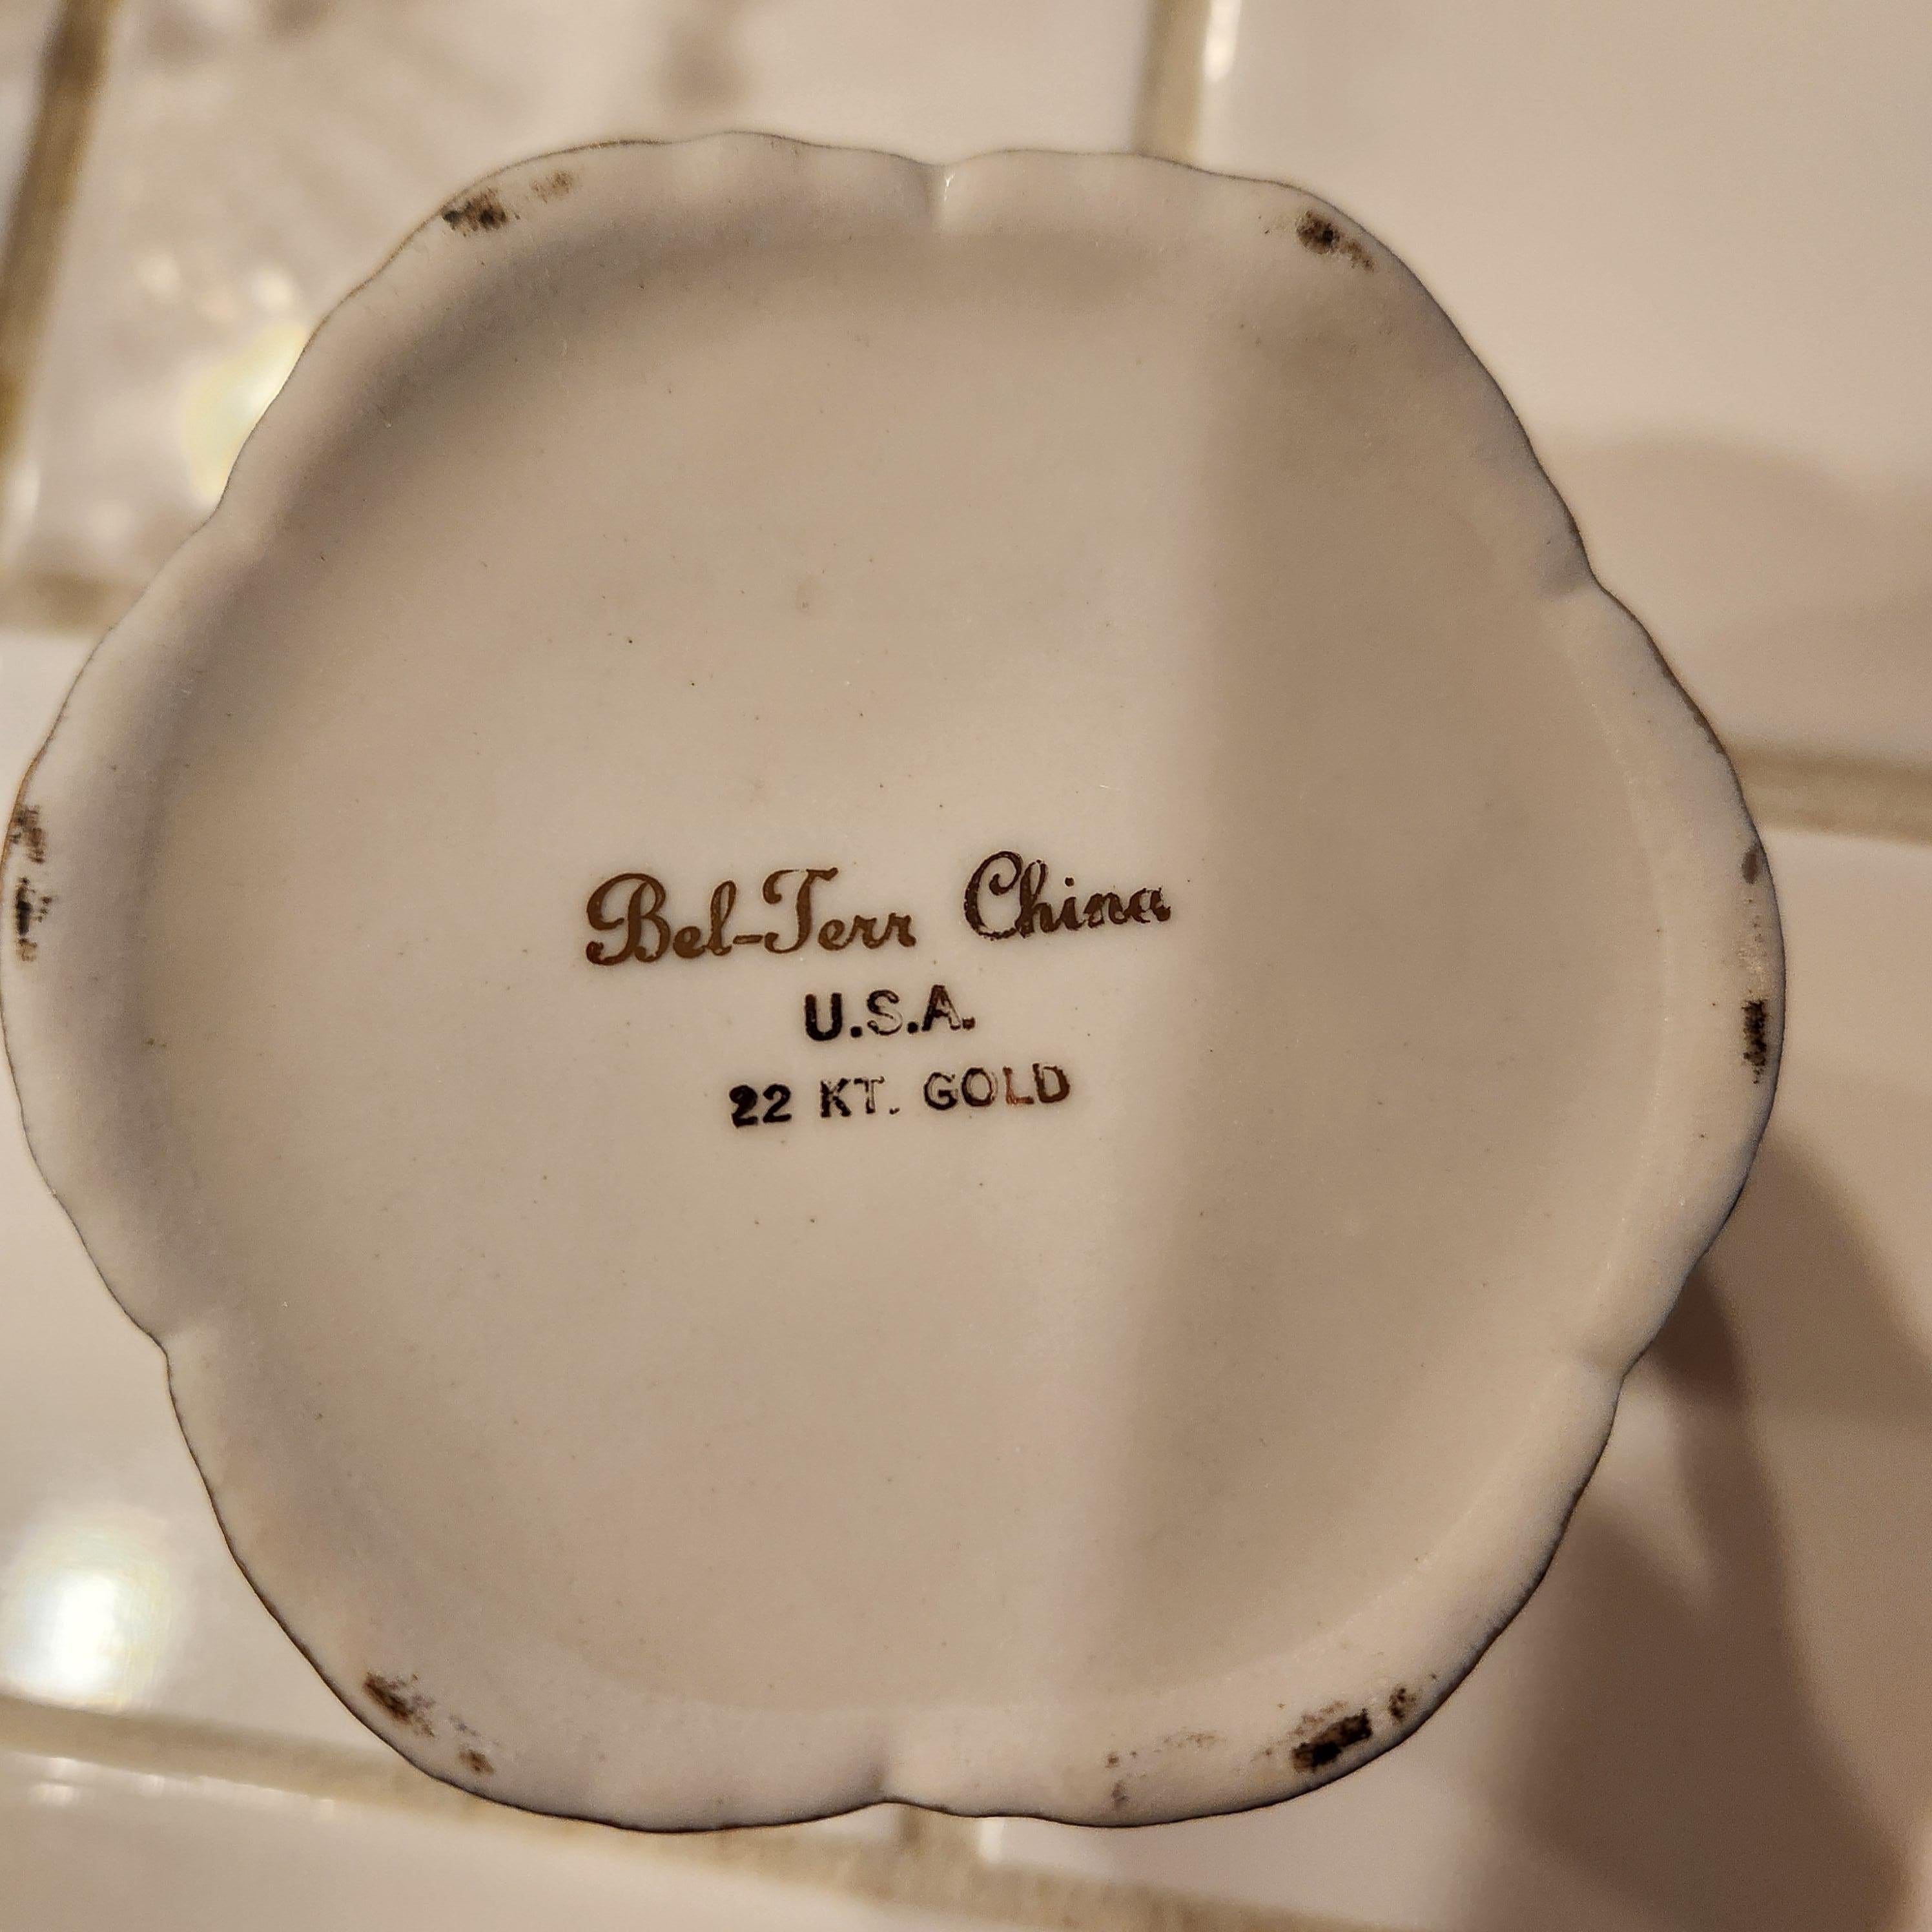 Bel-Terr China
U.S.A.
22 KT. GOLD